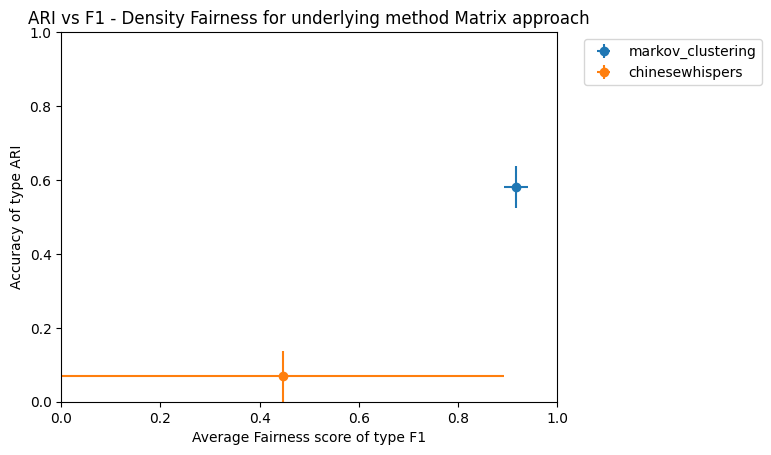 ARI vs F1 - Density Fairness for underlying method Matrix approach
markov_clustering
chinesewhispers
Accuracy of type ARI
1.0
0.8
0.6
0.4
0.2
0.0
0.0 0.2 0.4 0.6 0.8 1.0
Average Fairness score of type F1